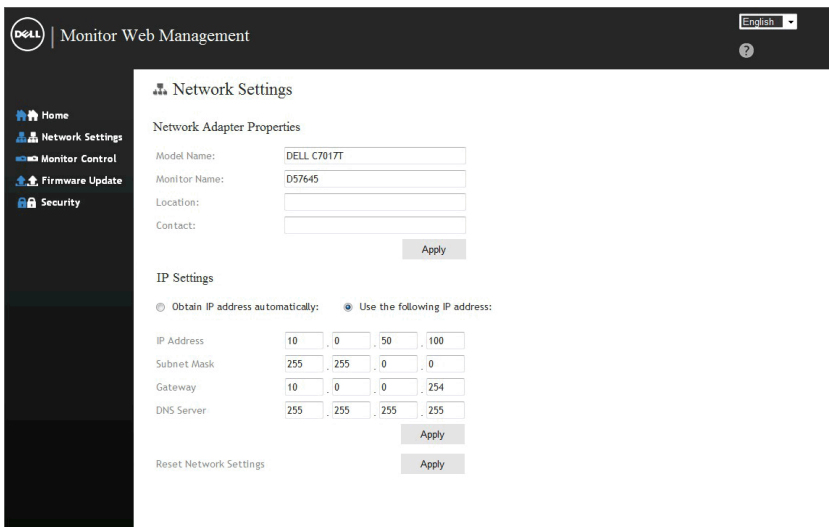 DELL | Monitor Web Management
English
?
Home
Network Settings
Monitor Control
Firmware Update
Security
Network Settings
Network Adapter Properties
Model Name: DELL C7017T
Monitor Name: D57645
Location:
Contact:
Apply
IP Settings
Obtain IP address automatically: Use the following IP address:
IP Address 10 . 0 . 50 . 100
Subnet Mask 255 . 255 . 0 . 0
Gateway 10 . 0 . 0 . 254
DNS Server 255 . 255 . 255 . 255
Apply
Reset Network Settings Apply